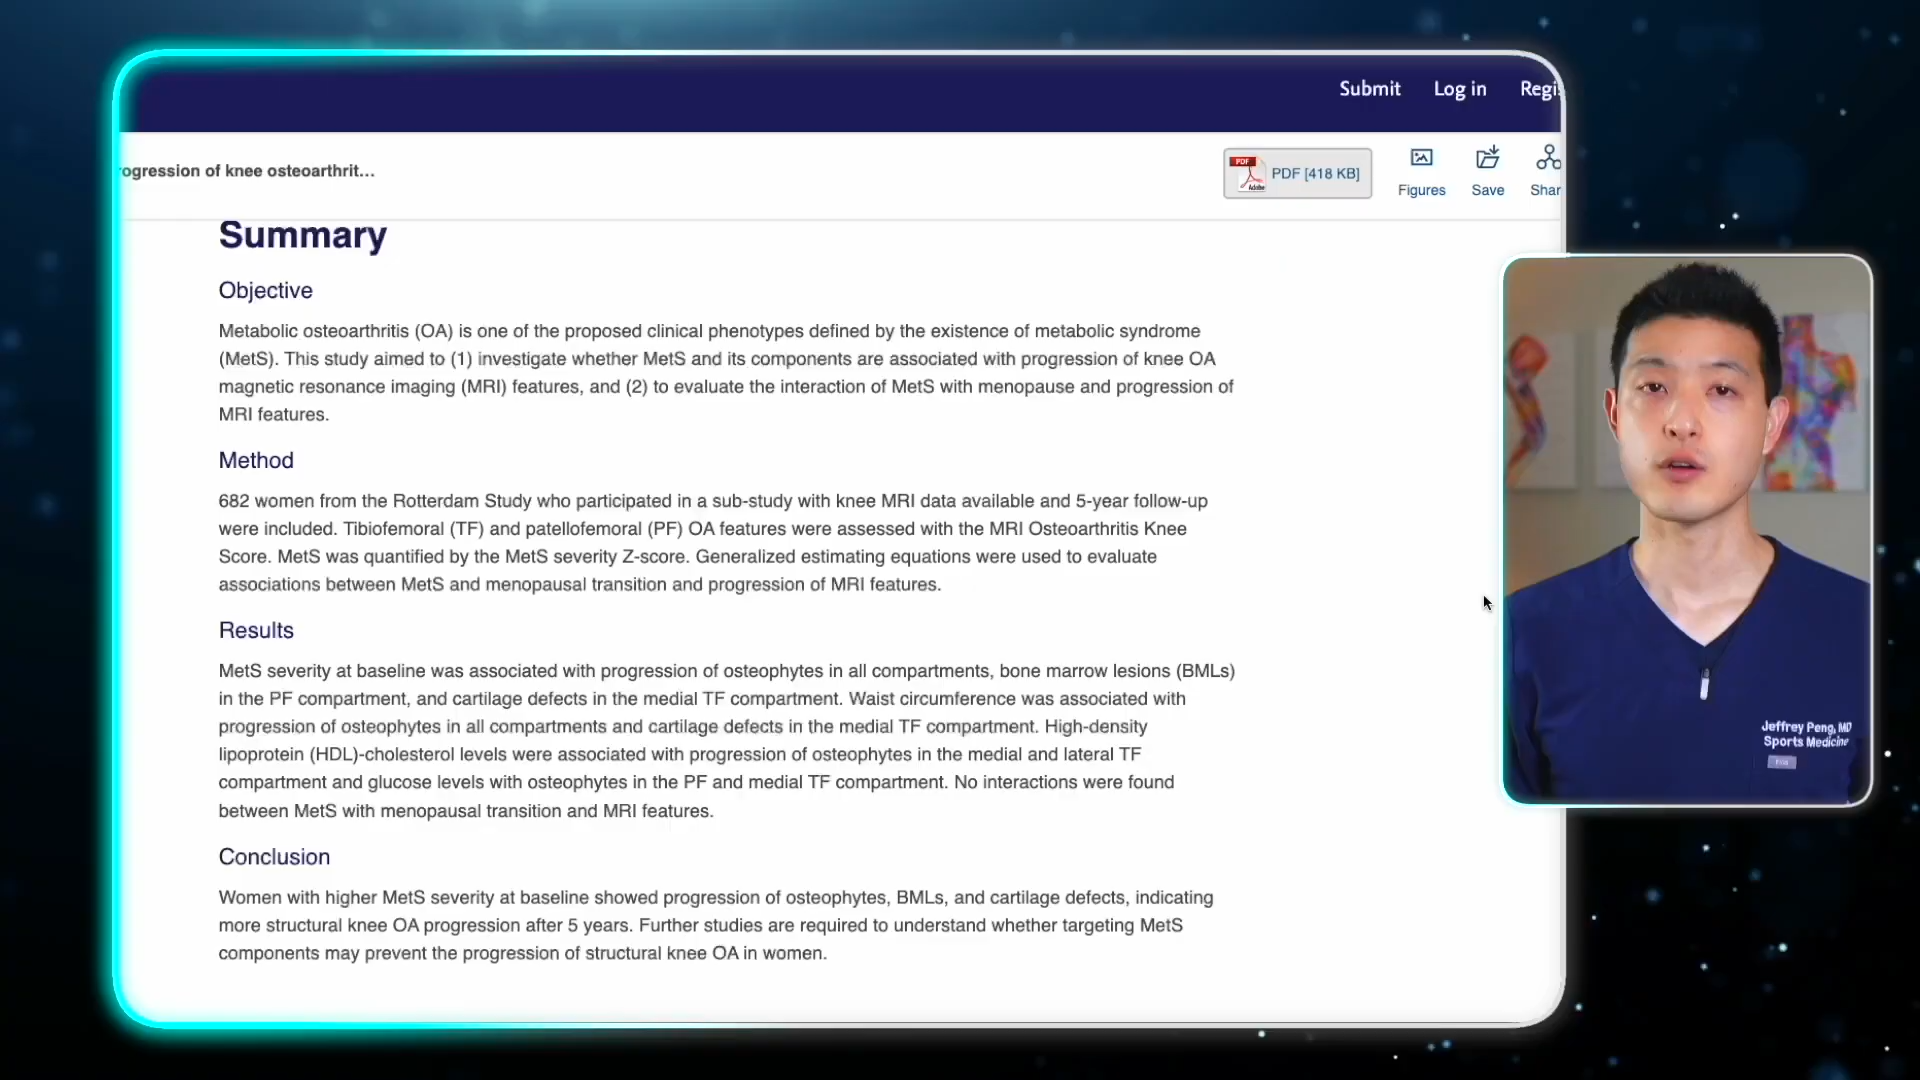 Submit Log in Regis
rogression of knee osteoarthrit...
PDF Adobe PDF [418 KB]
Figures Save Shar
Summary
Objective
Metabolic osteoarthritis (OA) is one of the proposed clinical phenotypes defined by the existence of metabolic syndrome
(MetS). This study aimed to (1) investigate whether MetS and its components are associated with progression of knee OA
magnetic resonance imaging (MRI) features, and (2) to evaluate the interaction of MetS with menopause and progression of
MRI features.
Method
682 women from the Rotterdam Study who participated in a sub-study with knee MRI data available and 5-year follow-up
were included. Tibiofemoral (TF) and patellofemoral (PF) OA features were assessed with the MRI Osteoarthritis Knee
Score. MetS was quantified by the MetS severity Z-score. Generalized estimating equations were used to evaluate
associations between MetS and menopausal transition and progression of MRI features.
Results
MetS severity at baseline was associated with progression of osteophytes in all compartments, bone marrow lesions (BMLs)
in the PF compartment, and cartilage defects in the medial TF compartment. Waist circumference was associated with
progression of osteophytes in all compartments and cartilage defects in the medial TF compartment. High-density
lipoprotein (HDL)-cholesterol levels were associated with progression of osteophytes in the medial and lateral TF
compartment and glucose levels with osteophytes in the PF and medial TF compartment. No interactions were found
between MetS with menopausal transition and MRI features.
Conclusion
Women with higher MetS severity at baseline showed progression of osteophytes, BMLs, and cartilage defects, indicating
more structural knee OA progression after 5 years. Further studies are required to understand whether targeting MetS
components may prevent the progression of structural knee OA in women.
Jeffrey Peng, MD
Sports Medicine